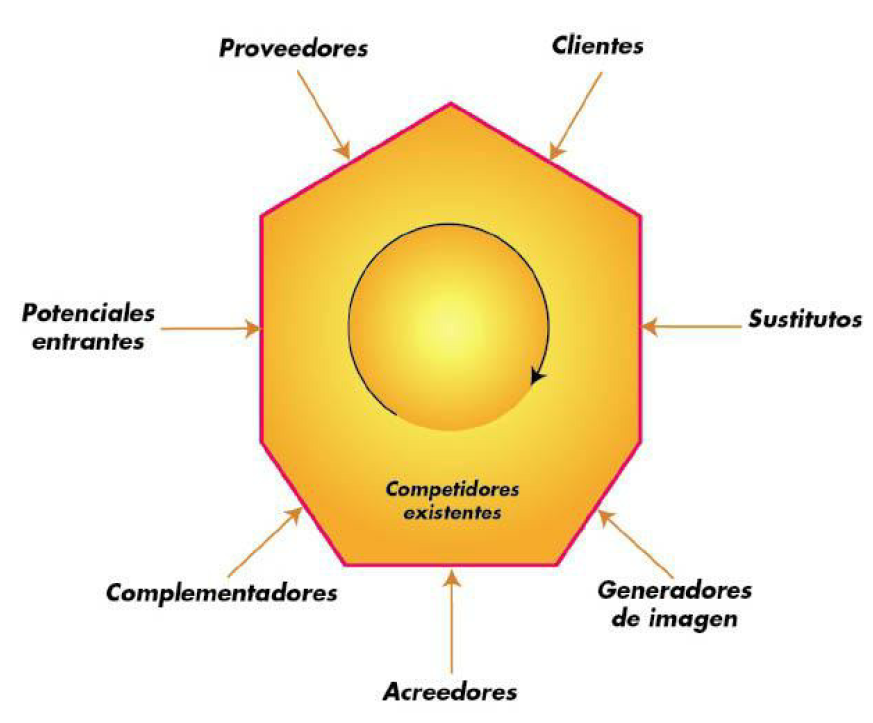 Proveedores
Clientes
Potenciales
entrantes
Sustitutos
Competidores
existentes
Complementadores
Generadores
de imagen
Acreedores